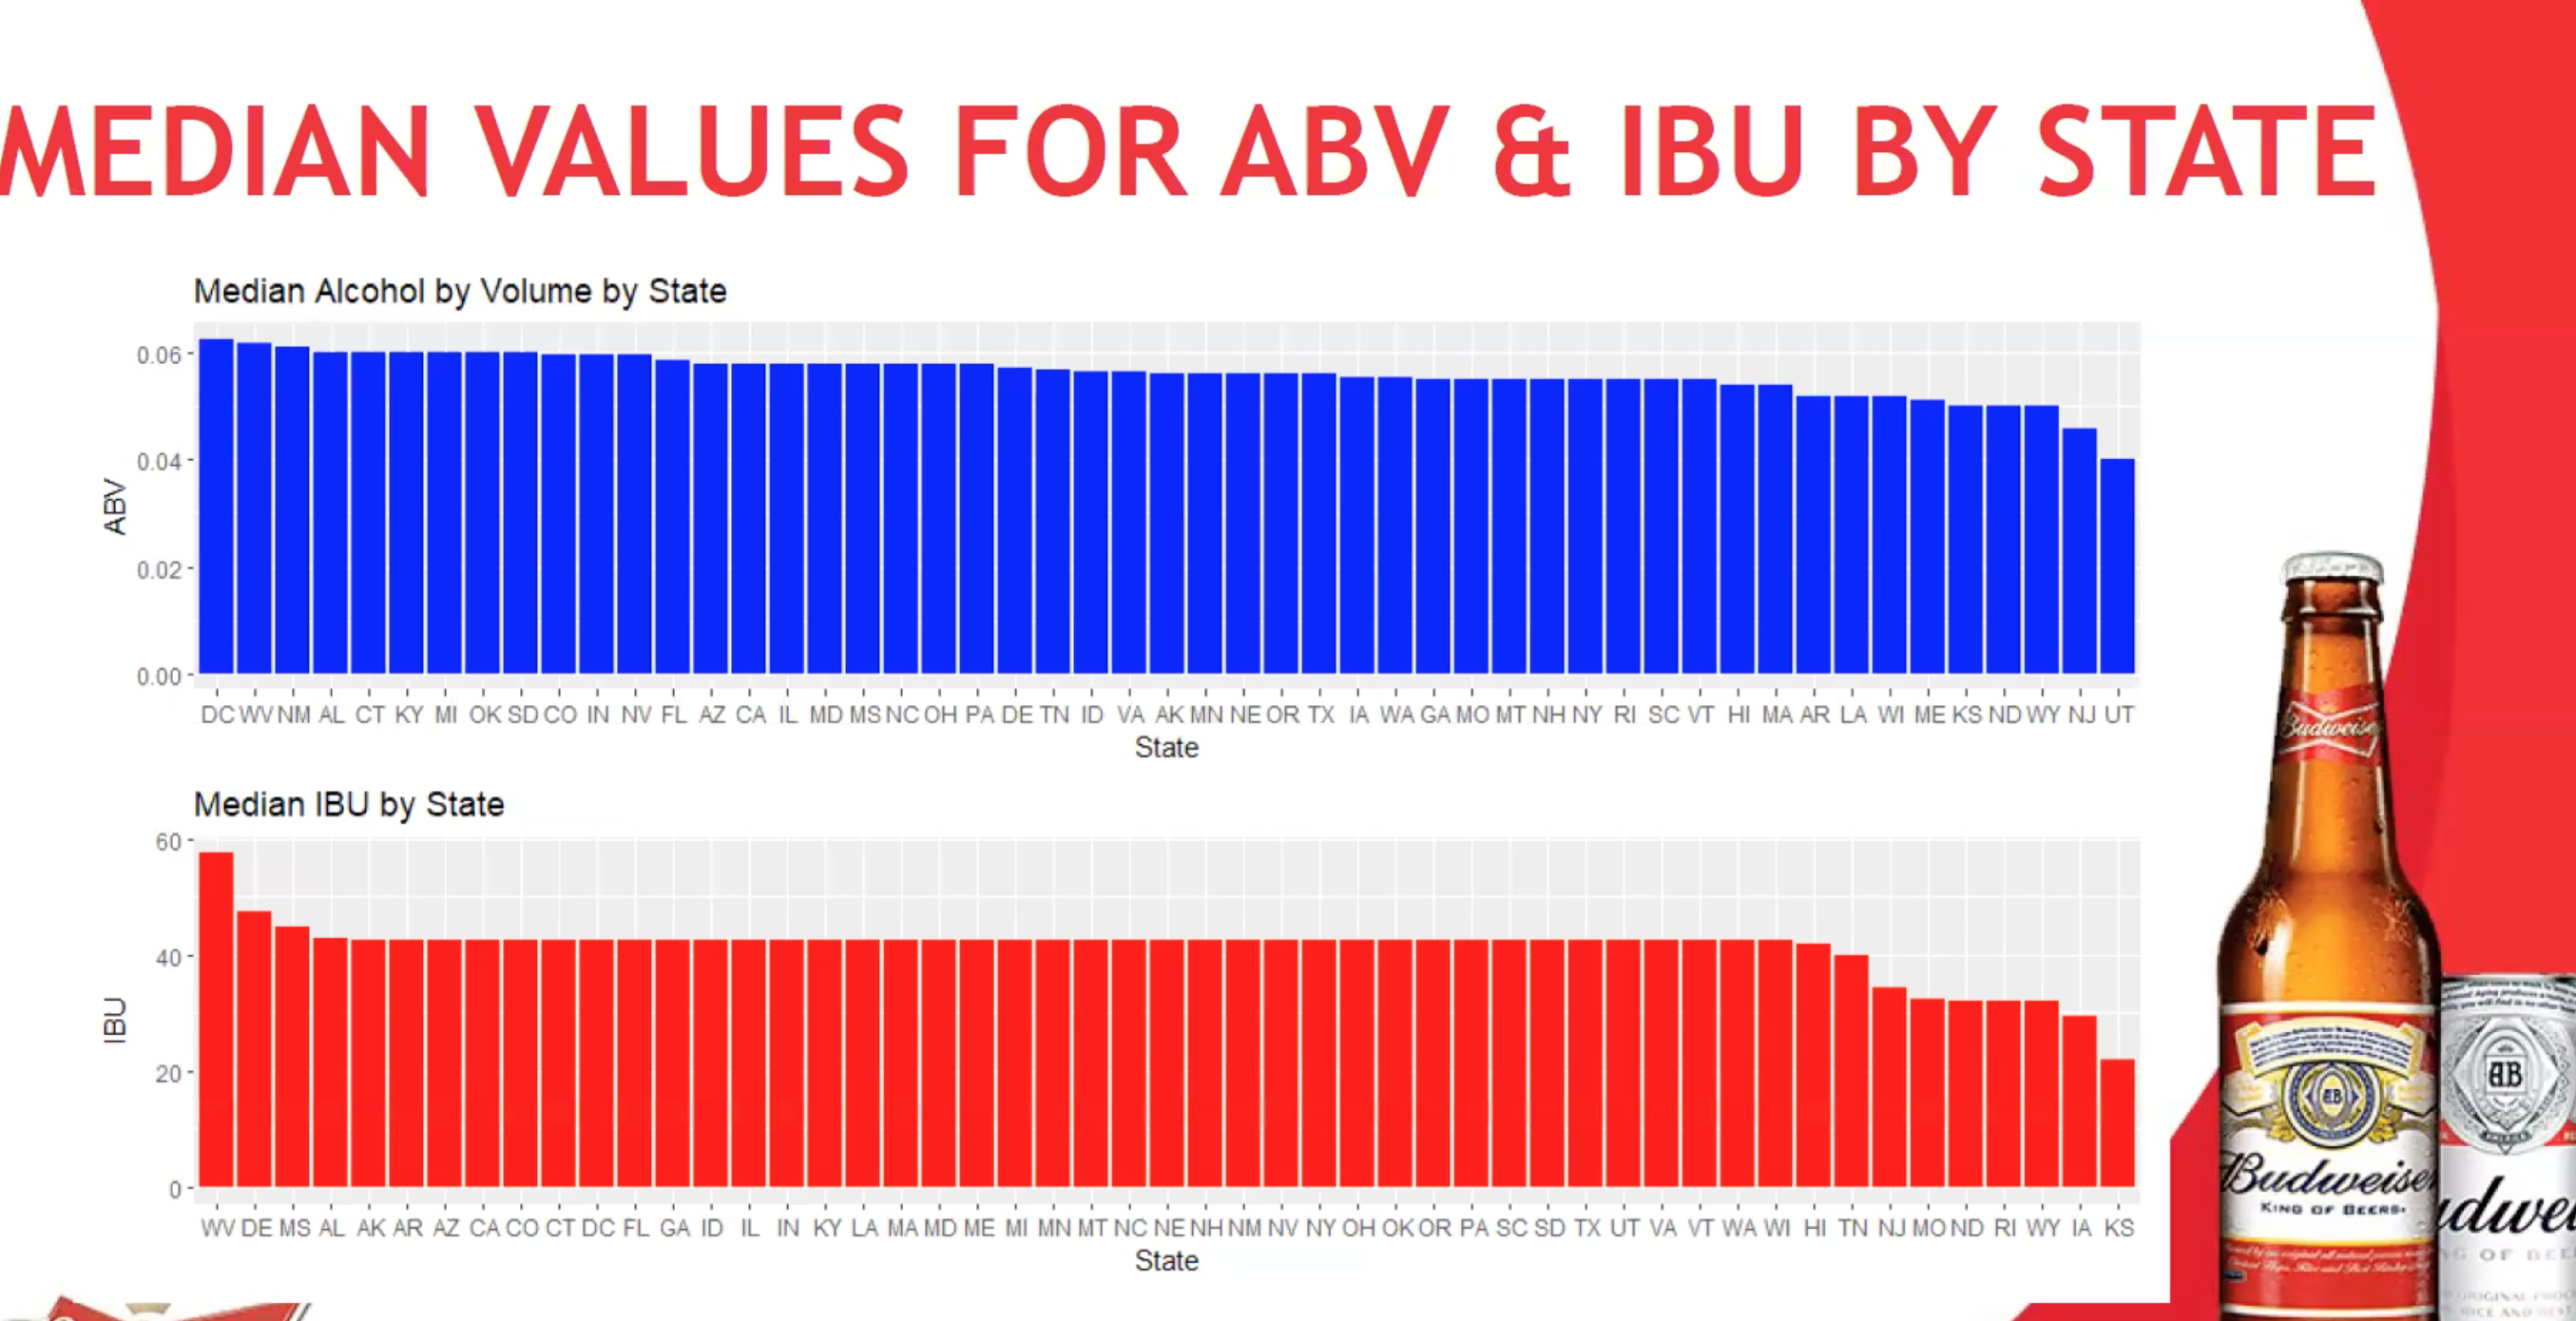 MEDIAN VALUES FOR ABV & IBU BY STATE
Median Alcohol by Volume by State
0.06
0.04
0.02
0.00
ABV
DC WV NM AL CT KY MI OK SD CO IN NV FL AZ CA IL MD MS NC OH PA DE TN ID VA AK MN NE OR TX IA WA GA MO MT NH NY RI SC VT HI MA AR LA WI ME KS ND WY NJ UT
State
Median IBU by State
60
40
20
0
IBU
WV DE MS AL AK AR AZ CA CO CT DC FL GA ID IL IN KY LA MA MD ME MI MN MT NC NE NH NM NV NY OH OK OR PA SC SD TX UT VA VT WA WI HI TN NJ MO ND RI WY IA KS
State
Budweiser
AB
Budweiser
KING OF BEERS
AB
udwei
NG OF BEE